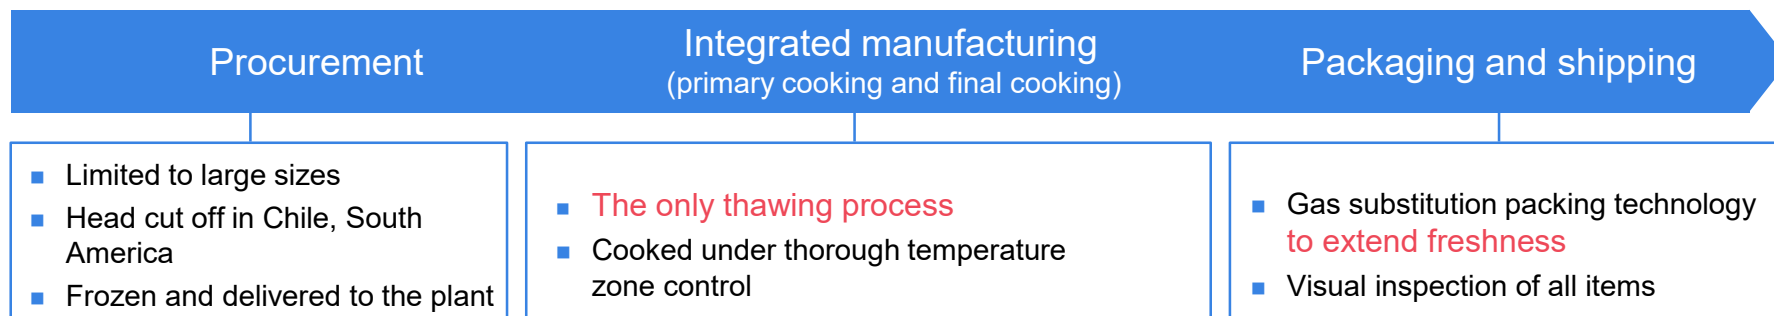 Procurement
Integrated manufacturing
(primary cooking and final cooking)
Packaging and shipping
Limited to large sizes
Head cut off in Chile, South
America
Frozen and delivered to the plant
The only thawing process
Cooked under thorough temperature
zone control
Gas substitution packing technology
to extend freshness
Visual inspection of all items